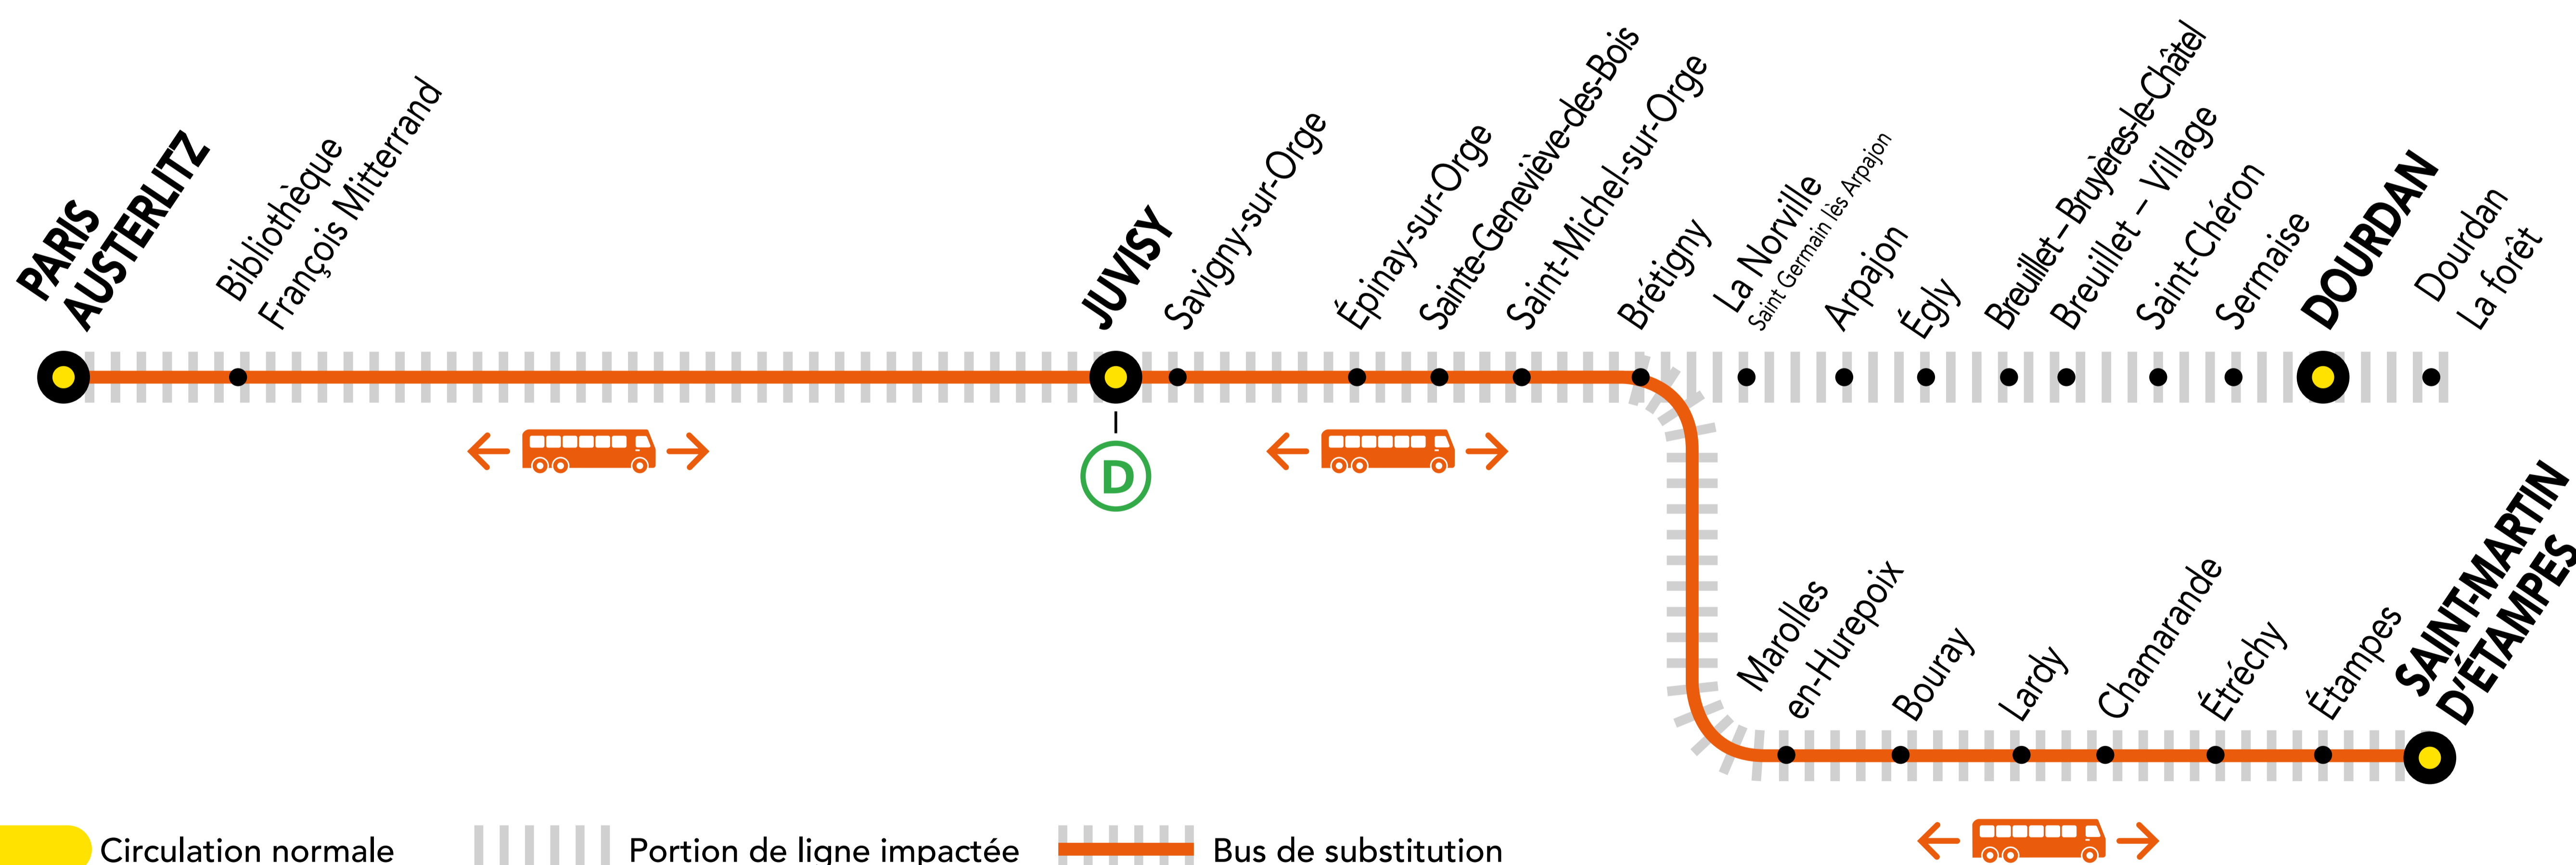 PARIS
AUSTERLITZ
Bibliothèque
François Mitterrand
JUVISY
Savigny-sur-Orge
Épinay-sur-Orge
Sainte-Geneviève-des-Bois
Saint-Michel-sur-Orge
Brétigny
La Norville
Saint Germain lès Arpajon
Arpajon
Égly
Breuillet – Bruyères-le-Châtel
Breuillet – Village
Saint-Chéron
Sermaise
DOURDAN
Dourdan
La forêt
D
Marolles
en-Hurepoix
Bouray
Lardy
Chamarande
Étréchy
Étampes
SAINT-MARTIN
D'ÉTAMPES
Circulation normale
Portion de ligne impactée
Bus de substitution